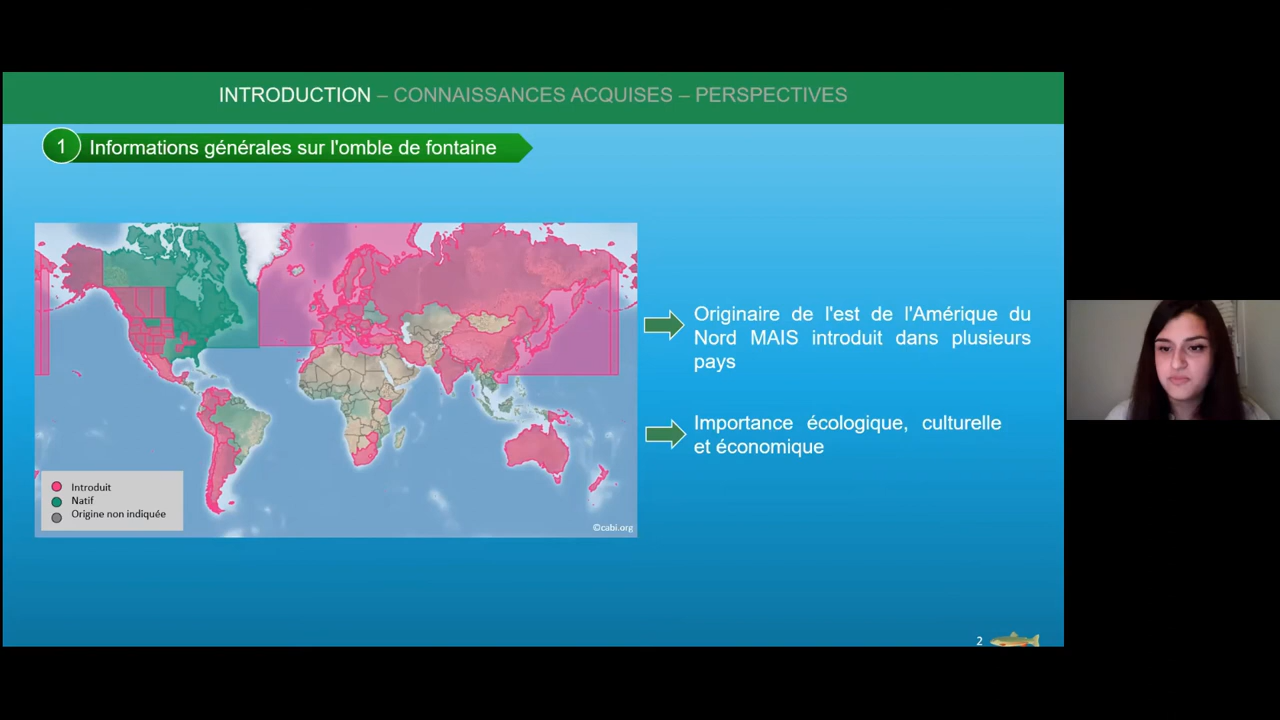 INTRODUCTION – CONNAISSANCES ACQUISES – PERSPECTIVES
1 Informations générales sur l'omble de fontaine
Originaire de l'est de l'Amérique du
Nord MAIS introduit dans plusieurs
pays
Importance écologique, culturelle
et économique
Introduit
Natif
Origine non indiquée
©cabi.org
2